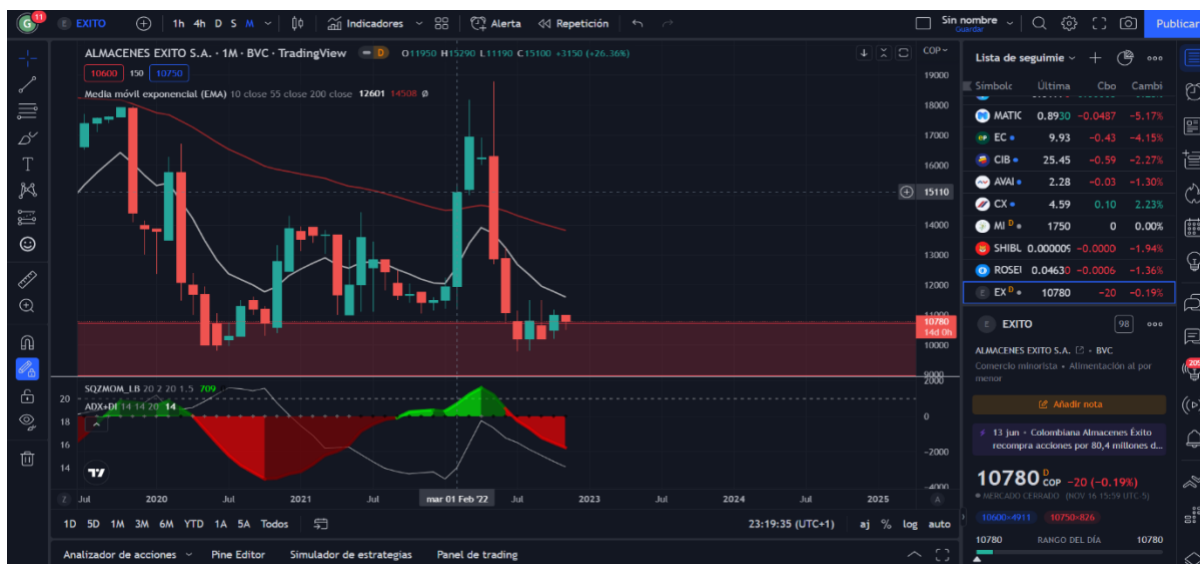 G 11 E EXITO 1h 4h D S M Indicadores Alerta Repetición Sin nombre Guardar Publicar
ALMACENES EXITO S.A. · 1M · BVC · TradingView D O11950 H15290 L11190 C15100 +3150 (+26.36%) COP
10600 150 10750
Media móvil exponencial (EMA) 10 close 55 close 200 close 12601 14508 ø
19000
18000
17000
16000
15110
14000
13000
12000
11000
10780
14d 0h
10000
9000
SQZMOM_LB 20 2 20 1.5 709
ADX+DI 14 14 20 14
20
18
16
14
2000
0
−2000
−4000
Z Jul 2020 Jul 2021 Jul mar 01 Feb '22 Jul 2023 Jul 2024 Jul 2025 A
1D 5D 1M 3M 6M YTD 1A 5A Todos 23:19:35 (UTC+1) aj % log auto
Analizador de acciones Pine Editor Simulador de estrategias Panel de trading
Lista de seguimie
Símbolo Última Cbo Cambi
MATIC 0.8930 −0.0487 −5.17%
EC 9.93 −0.43 −4.15%
CIB 25.45 −0.59 −2.27%
AVAI 2.28 −0.03 −1.30%
CX 4.59 0.10 2.23%
MI D 1750 0 0.00%
SHIBL 0.000009 −0.0000 −1.94%
ROSEI 0.04630 −0.0006 −1.36%
E EX D 10780 −20 −0.19%
E EXITO 98
ALMACENES EXITO S.A. · BVC
Comercio minorista • Alimentación al por
menor
Añadir nota
13 jun · Colombiana Almacenes Éxito
recompra acciones por 80,4 millones d...
10780 D COP −20 (−0.19%)
MERCADO CERRADO (NOV 16 15:59 UTC-5)
10600×4911 10750×826
10780 RANGO DEL DÍA 10780